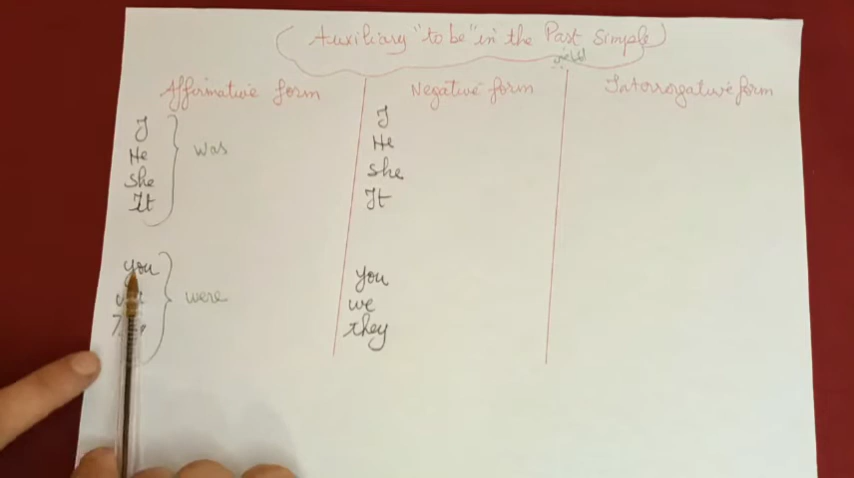 Auxiliary "to be" in the Past Simple
Affirmative form
I
He
She
It
was
you
were
Negative form
I
He
she
It
you
we
they
Interrogative form